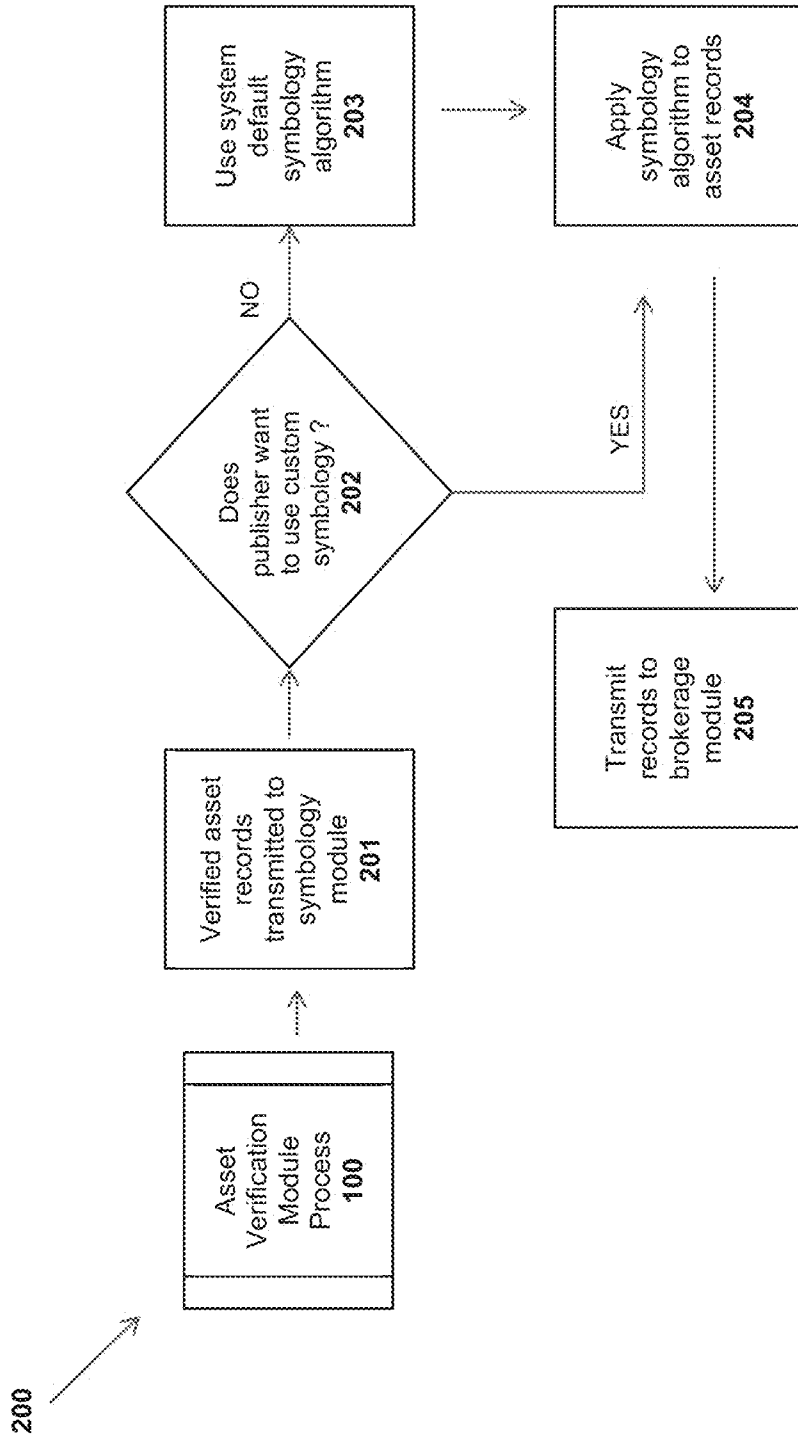 200
Asset
Verification
Module
Process
100
Verified asset
records
transmitted to
symbology
module
201
Does
publisher want
to use custom
symbology ?
202
NO
Use system
default
symbology
algorithm
203
YES
Apply
symbology
algorithm to
asset records
204
Transmit
records to
brokerage
module
205